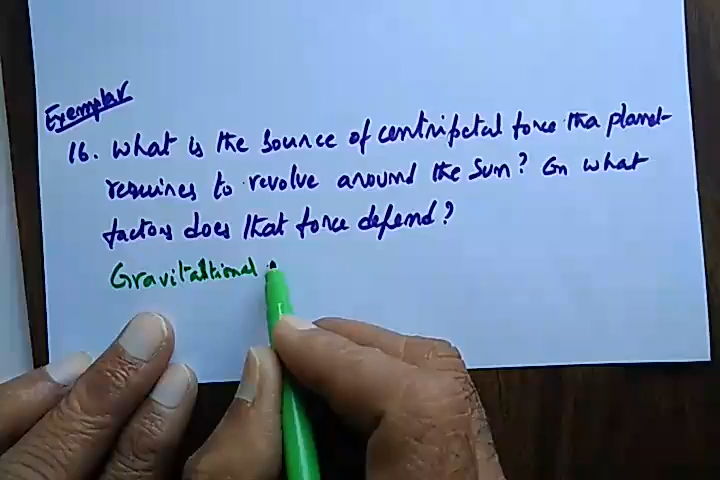 Exemplar
16. What is the source of centripetal force tha planet
requires to revolve around the Sun? On what
factors does that force depend?
Gravitational